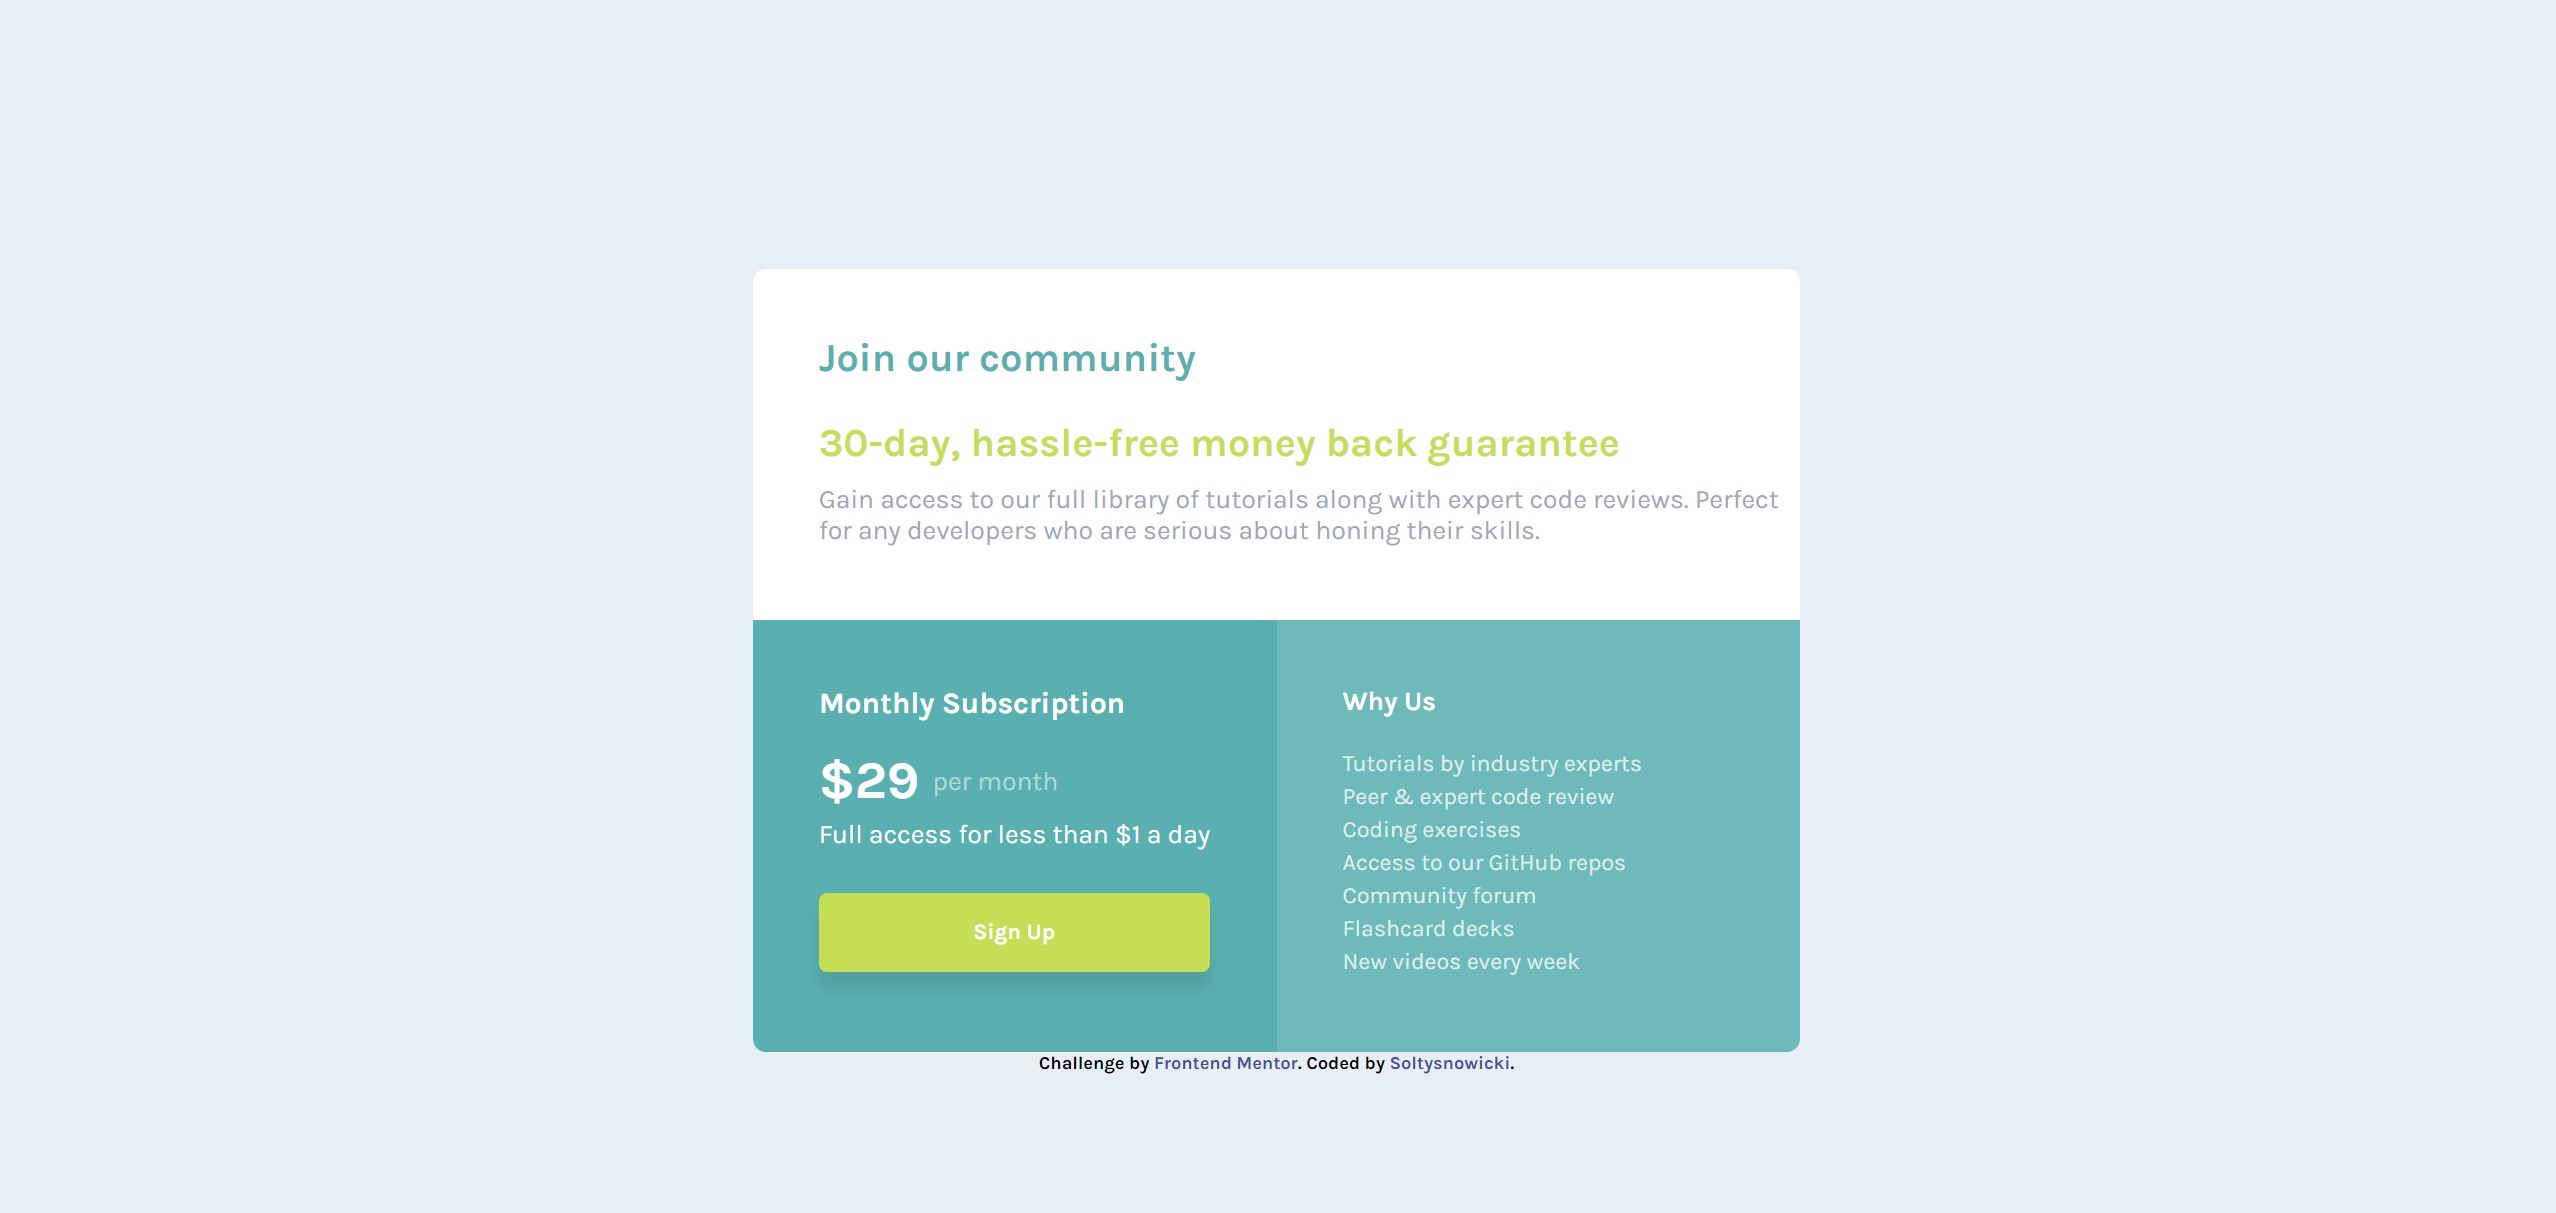 Join our community
30-day, hassle-free money back guarantee
Gain access to our full library of tutorials along with expert code reviews. Perfect
for any developers who are serious about honing their skills.
Monthly Subscription
$29 per month
Full access for less than $1 a day
Sign Up
Why Us
Tutorials by industry experts
Peer & expert code review
Coding exercises
Access to our GitHub repos
Community forum
Flashcard decks
New videos every week
Challenge by Frontend Mentor. Coded by Soltysnowicki.